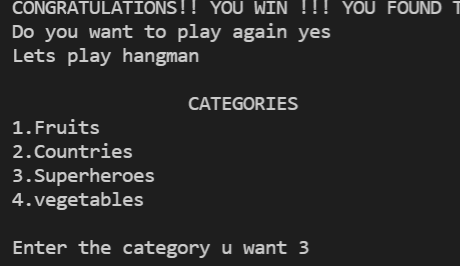 CONGRATULATIONS!! YOU WIN !!! YOU FOUND
Do you want to play again yes
Lets play hangman
CATEGORIES
1.Fruits
2.Countries
3.Superheroes
4.vegetables
Enter the category u want 3